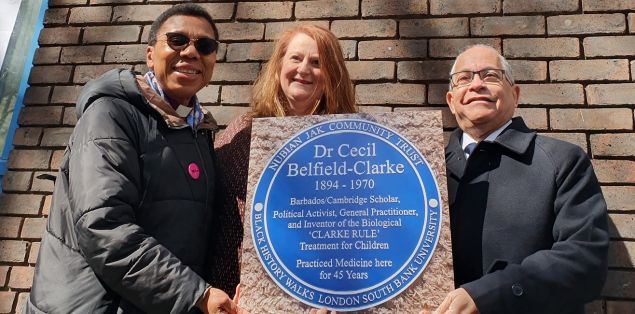 NUBIAN JAK COMMUNITY TRUST
Dr Cecil
Belfield-Clarke
1894 - 1970
Barbados/Cambridge Scholar,
Political Activist, General Practitioner,
and Inventor of the Biological
'CLARKE RULE'
Treatment for Children
Practiced Medicine here
for 45 Years
BLACK HISTORY WALKS LONDON SOUTH BANK UNIVERSITY